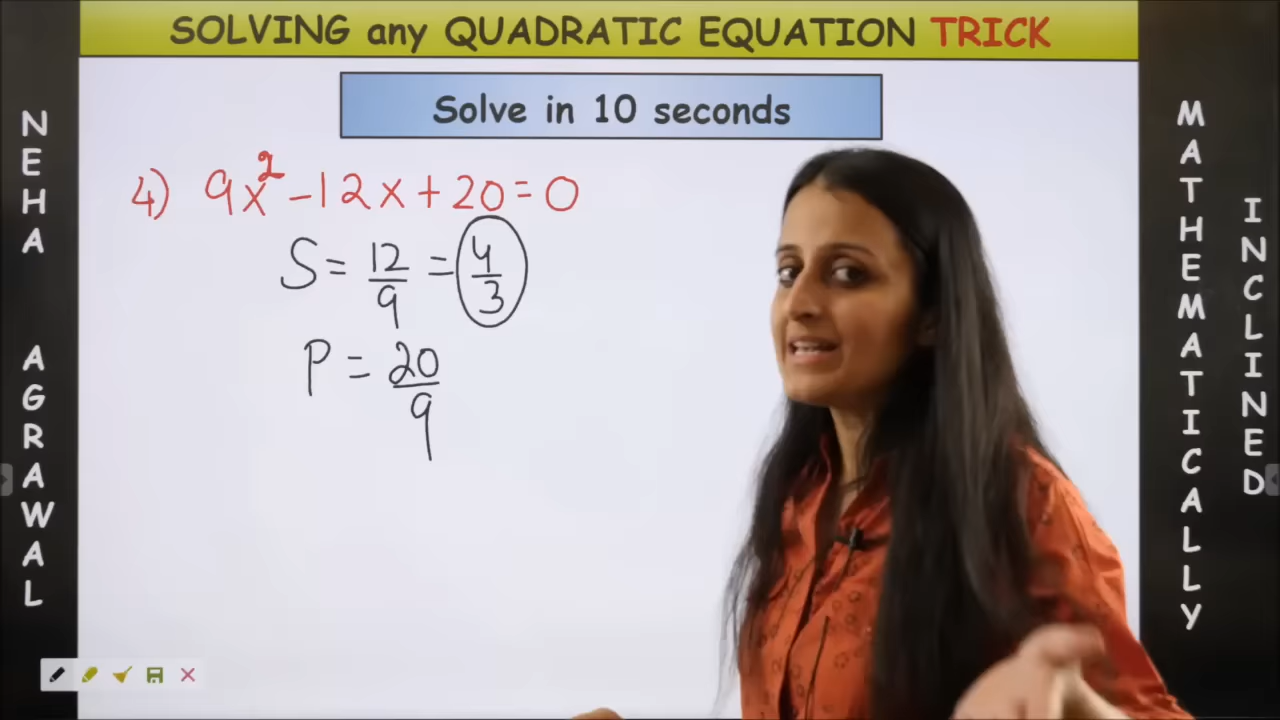 SOLVING any QUADRATIC EQUATION TRICK
Solve in 10 seconds
4) 9x² -12x + 20 = 0
S = 12/9 = 4/3
P = 20/9
NEHA AGRAWAL
MATHEMATICALLY
INCLINED